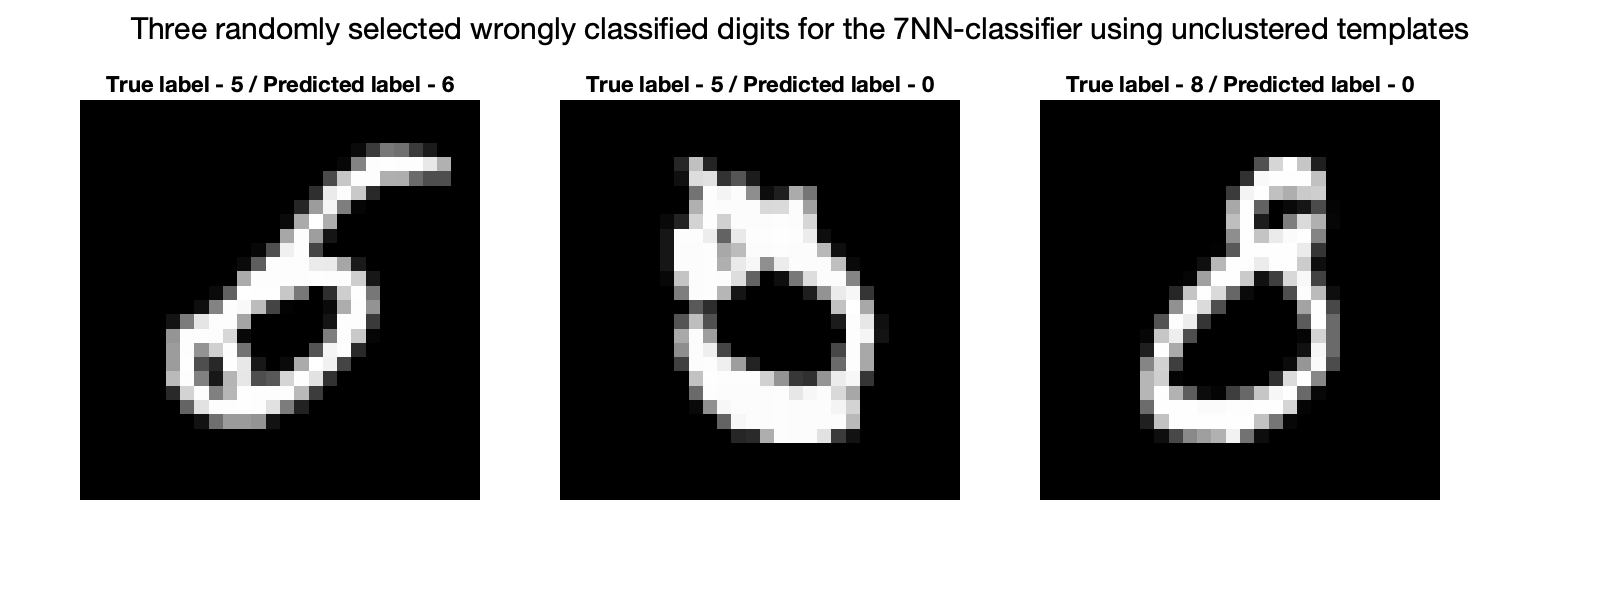 Three randomly selected wrongly classified digits for the 7NN-classifier using unclustered templates
True label - 5 / Predicted label - 6
True label - 5 / Predicted label - 0
True label - 8 / Predicted label - 0